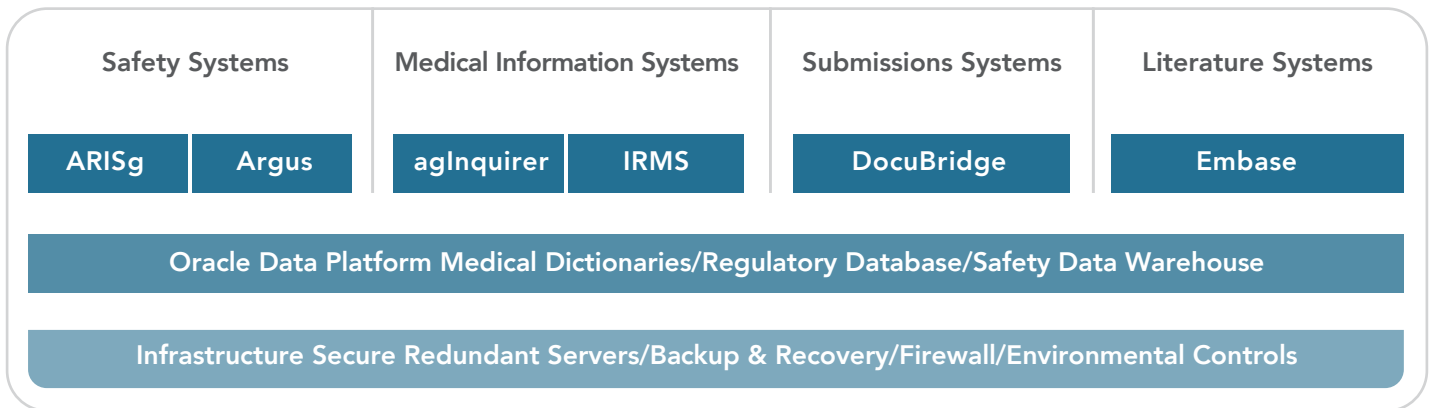 Safety Systems
Medical Information Systems
Submissions Systems
Literature Systems
ARISg
Argus
agInquirer
IRMS
DocuBridge
Embase
Oracle Data Platform Medical Dictionaries/Regulatory Database/Safety Data Warehouse
Infrastructure Secure Redundant Servers/Backup & Recovery/Firewall/Environmental Controls